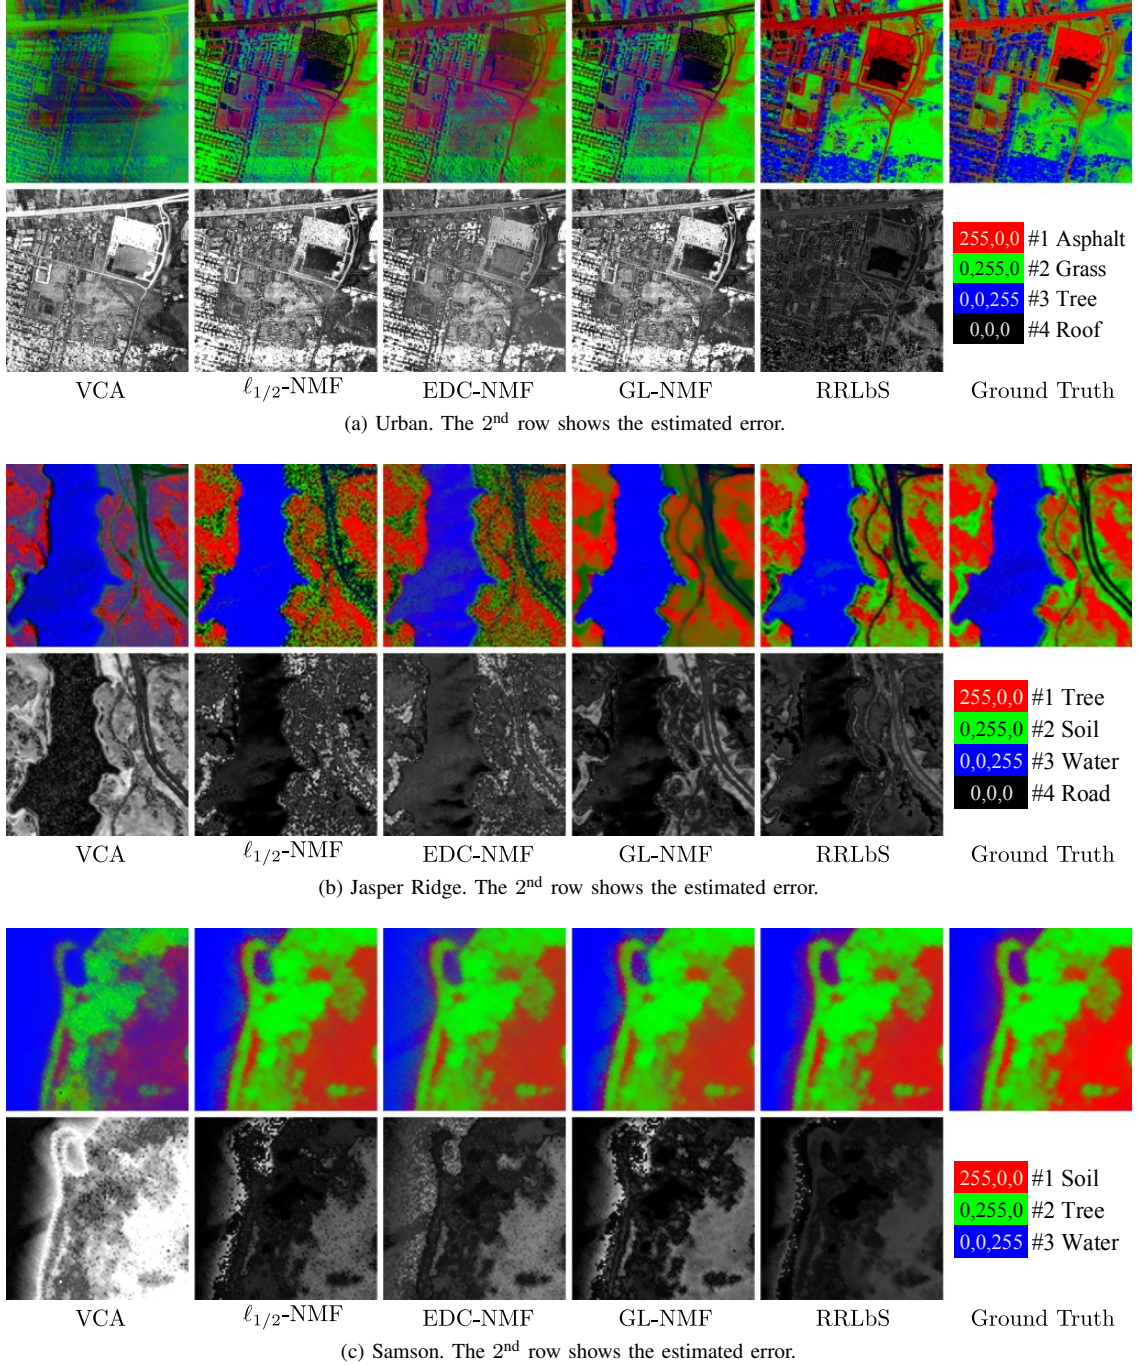 255,0,0 #1 Asphalt
0,255,0 #2 Grass
0,0,255 #3 Tree
0,0,0 #4 Roof
VCA ℓ1/2-NMF EDC-NMF GL-NMF RRLbS Ground Truth
(a) Urban. The 2nd row shows the estimated error.
255,0,0 #1 Tree
0,255,0 #2 Soil
0,0,255 #3 Water
0,0,0 #4 Road
VCA ℓ1/2-NMF EDC-NMF GL-NMF RRLbS Ground Truth
(b) Jasper Ridge. The 2nd row shows the estimated error.
255,0,0 #1 Soil
0,255,0 #2 Tree
0,0,255 #3 Water
VCA ℓ1/2-NMF EDC-NMF GL-NMF RRLbS Ground Truth
(c) Samson. The 2nd row shows the estimated error.